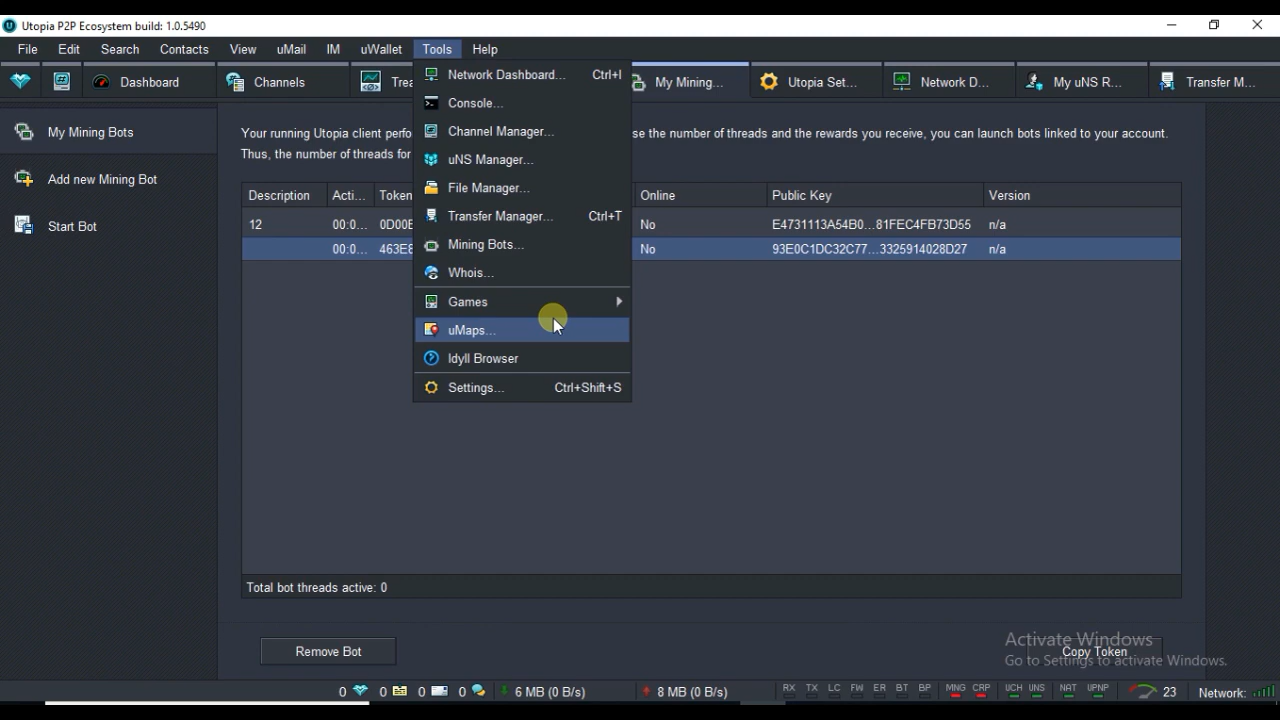 Utopia P2P Ecosystem build: 1.0.5490
File Edit Search Contacts View uMail IM uWallet Tools Help
Dashboard Channels Trea My Mining... Utopia Set... Network D... My uNS R... Transfer M...
My Mining Bots
Add new Mining Bot
Start Bot
Network Dashboard... Ctrl+I
Console...
Channel Manager...
uNS Manager...
File Manager...
Transfer Manager... Ctrl+T
Mining Bots...
Whois...
Games
uMaps...
Idyll Browser
Settings... Ctrl+Shift+S
Your running Utopia client perfo se the number of threads and the rewards you receive, you can launch bots linked to your account.
Thus, the number of threads for
Description Acti... Token Online Public Key Version
12 00:0... 0D00E No E4731113A54B0...81FEC4FB73D55 n/a
00:0... 463E8 No 93E0C1DC32C77...3325914028D27 n/a
Total bot threads active: 0
Remove Bot Copy Token
Activate Windows
Go to Settings to activate Windows.
0 0 0 0 6 MB (0 B/s) 8 MB (0 B/s) RX TX LC FW ER BT BP MNG CRP UCH UNS NAT UPNP 23 Network: